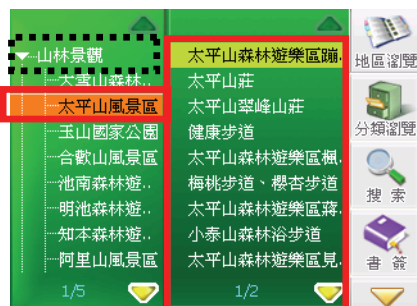 山林景觀
大雪山森林..
太平山風景區
玉山國家公園
合歡山風景區
池南森林遊..
明池森林遊..
知本森林遊..
阿里山風景區
1/5
太平山森林遊樂區蹦.
太平山莊
太平山翠峰山莊
健康步道
太平山森林遊樂區楓.
梅桃步道、櫻杏步道
太平山森林遊樂區蔣.
小泰山森林浴步道
太平山森林遊樂區見.
1/2
地區瀏覽
分類瀏覽
搜 索
書 簽